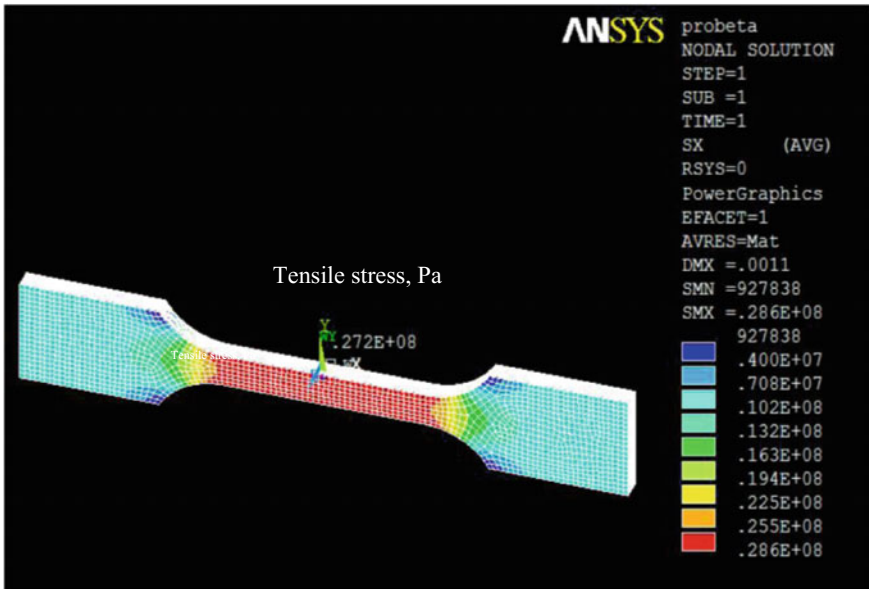 ANSYS
probeta
NODAL SOLUTION
STEP=1
SUB =1
TIME=1
SX (AVG)
RSYS=0
PowerGraphics
EFACET=1
AVRES=Mat
DMX =.0011
SMN =927838
SMX =.286E+08
927838
.400E+07
.708E+07
.102E+08
.132E+08
.163E+08
.194E+08
.225E+08
.255E+08
.286E+08
Tensile stress, Pa
Y
.272E+08
X
Tensile stress